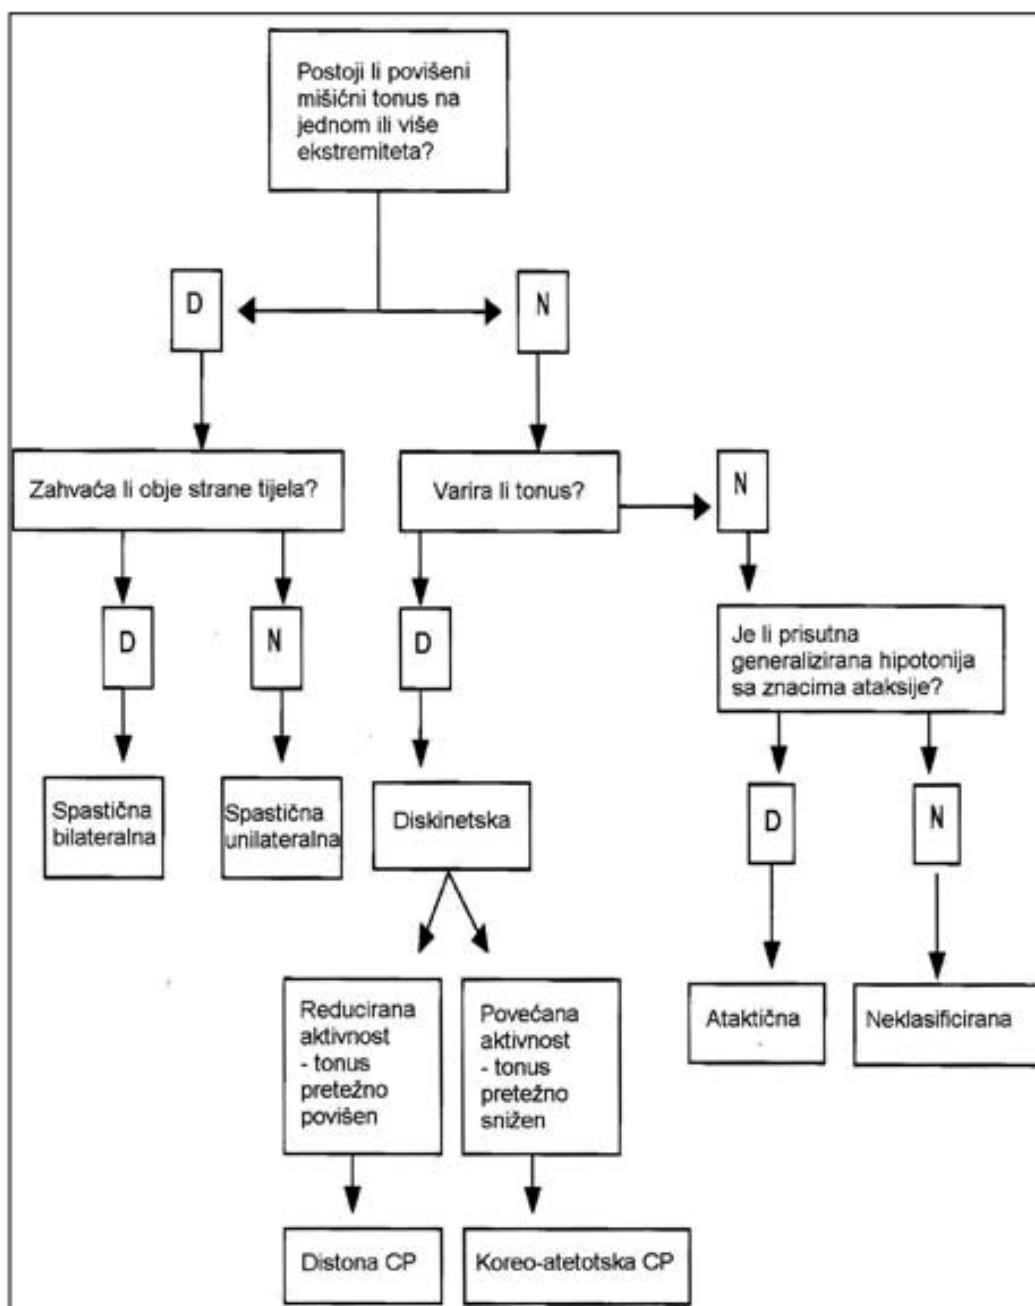 Postoji li povišeni
mišićni tonus na
jednom ili više
ekstremiteta?
D
N
Zahvaća li obje strane tijela?
Varira li tonus?
N
D
N
D
Je li prisutna
generalizirana hipotonija
sa znacima ataksije?
Spastična
bilateralna
Spastična
unilateralna
Diskinetska
D
N
Reducirana
aktivnost
- tonus
pretežno
povišen
Povećana
aktivnost
- tonus
pretežno
snižen
Ataktična
Neklasificirana
Distona CP
Koreo-atetotska CP